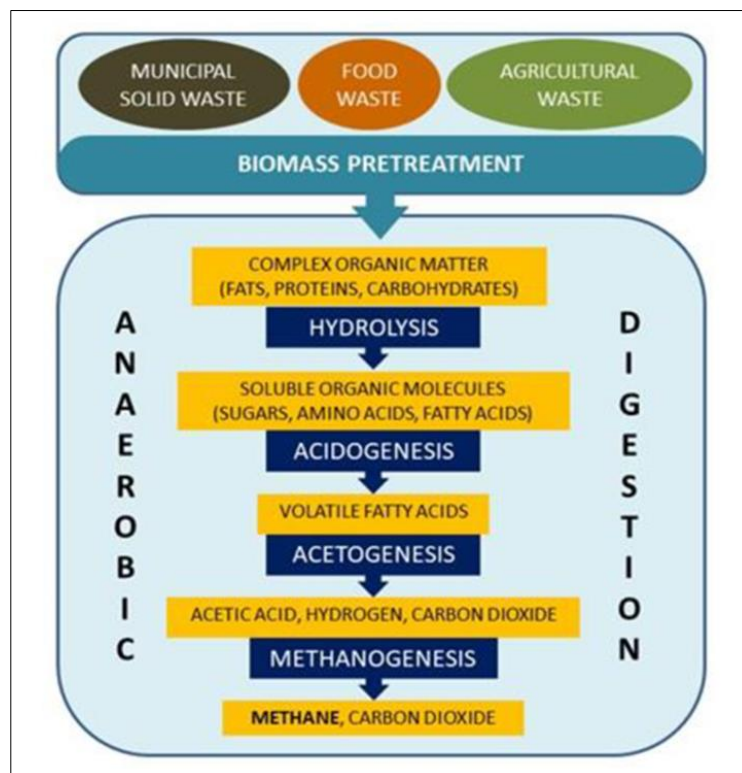 MUNICIPAL
SOLID WASTE
FOOD
WASTE
AGRICULTURAL
WASTE
BIOMASS PRETREATMENT
ANAEROBIC
COMPLEX ORGANIC MATTER
(FATS, PROTEINS, CARBOHYDRATES)
HYDROLYSIS
SOLUBLE ORGANIC MOLECULES
(SUGARS, AMINO ACIDS, FATTY ACIDS)
ACIDOGENESIS
VOLATILE FATTY ACIDS
ACETOGENESIS
ACETIC ACID, HYDROGEN, CARBON DIOXIDE
METHANOGENESIS
METHANE, CARBON DIOXIDE
DIGESTION